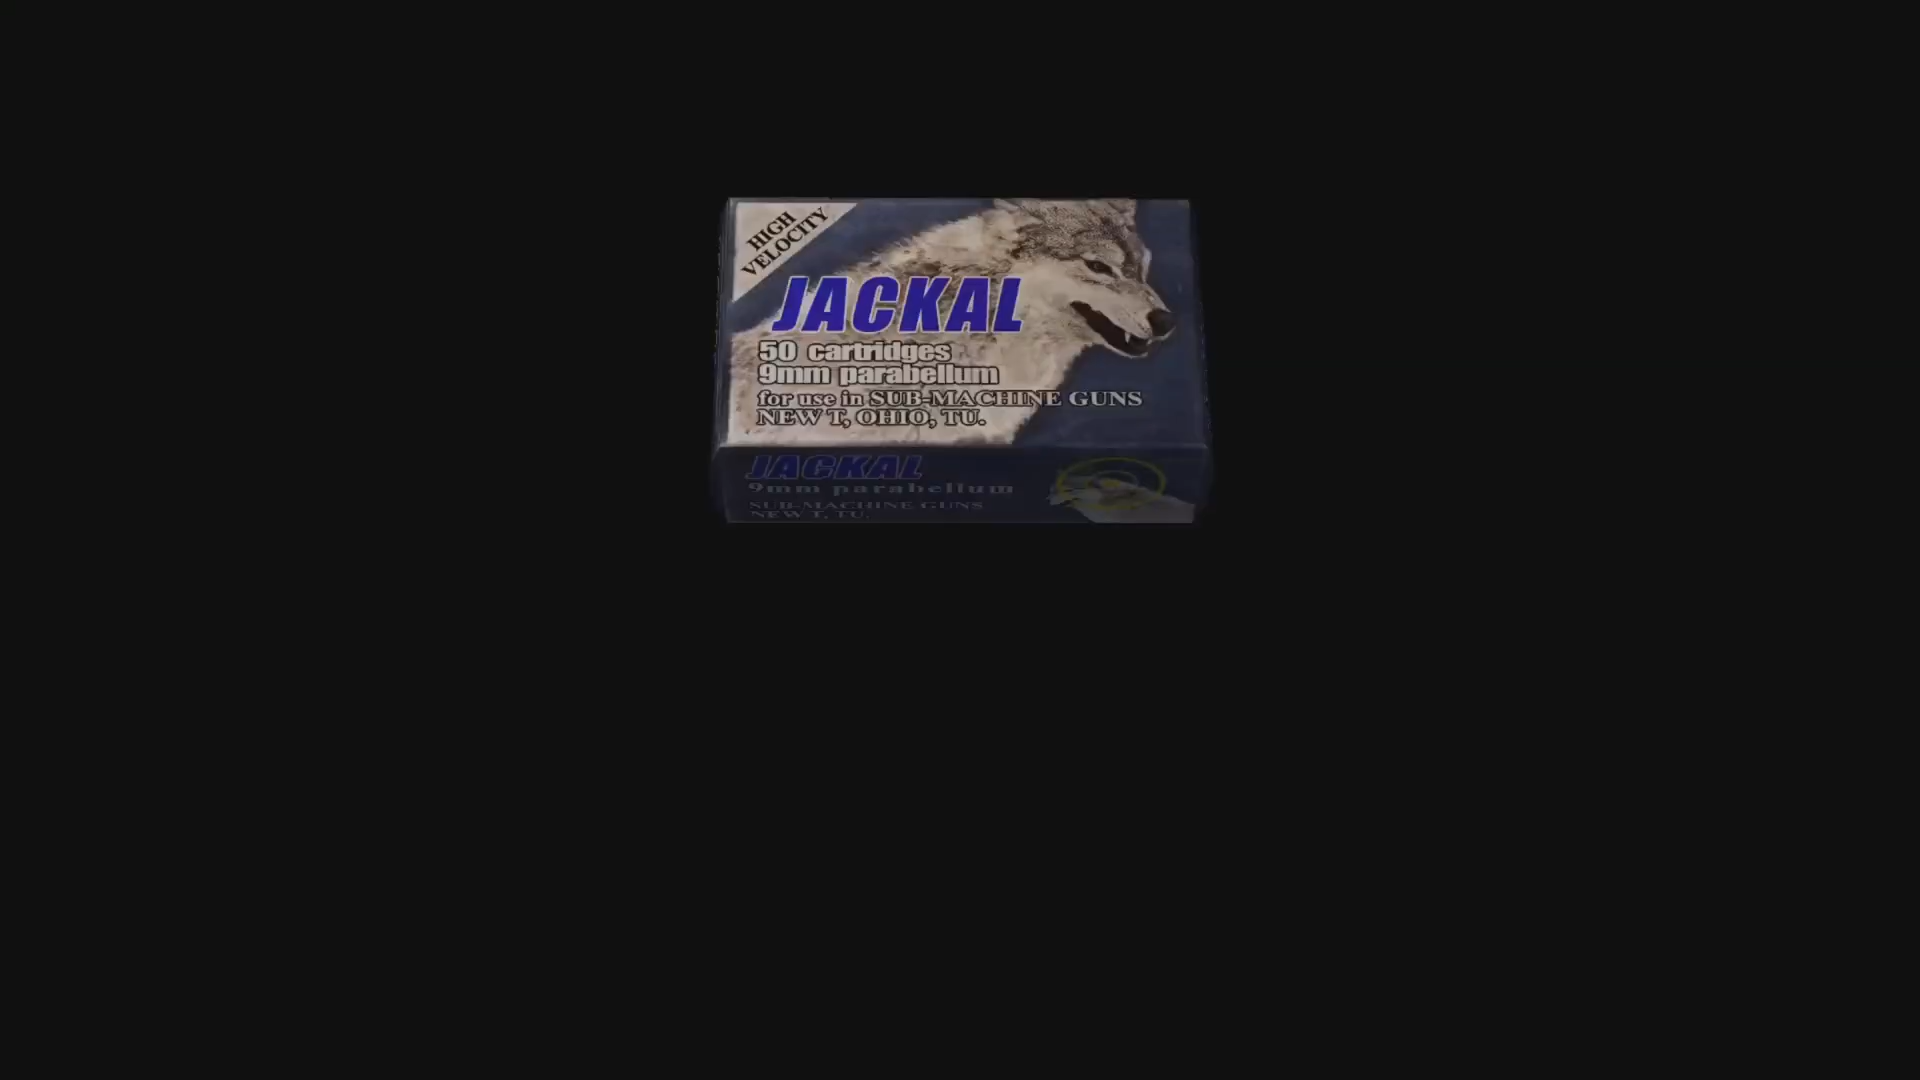 HIGH
VELOCITY
JACKAL
50 cartridges
9mm parabellum
for use in SUB-MACHINE GUNS
NEW T, OHIO, TU.
JACKAL
9mm parabellum
SUB-MACHINE GUNS
NEW T, TU.